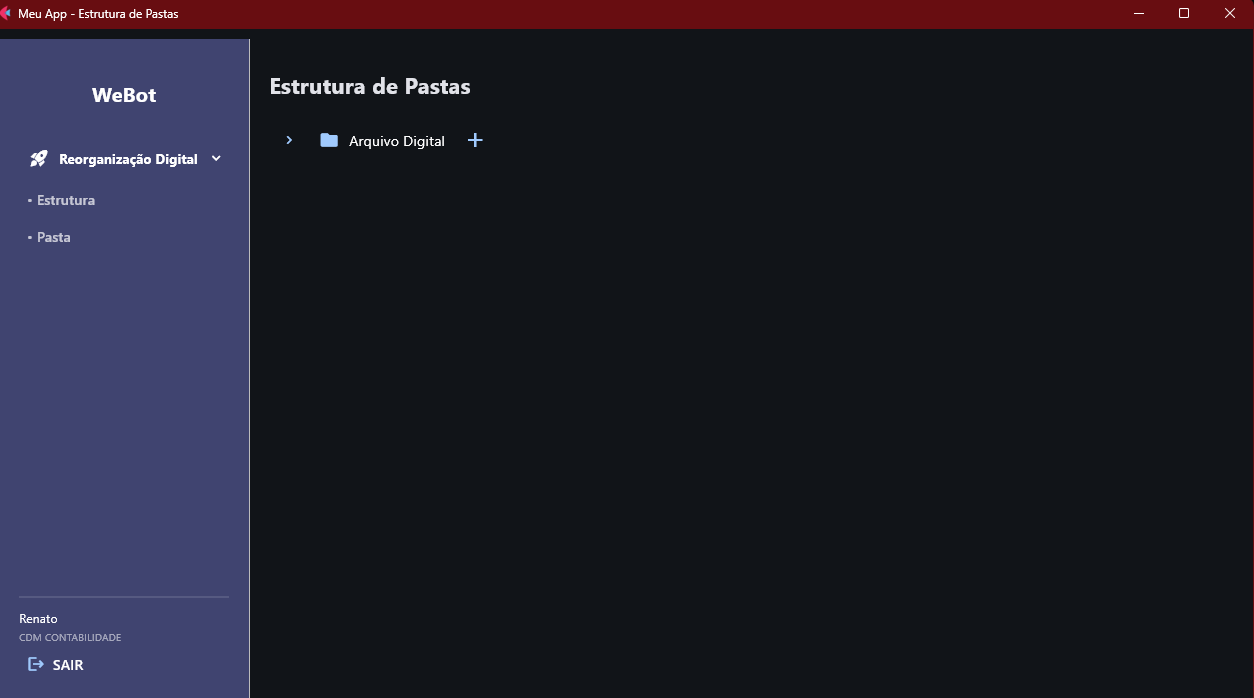 Meu App - Estrutura de Pastas
WeBot
Reorganização Digital
• Estrutura
• Pasta
Renato
CDM CONTABILIDADE
SAIR
Estrutura de Pastas
Arquivo Digital